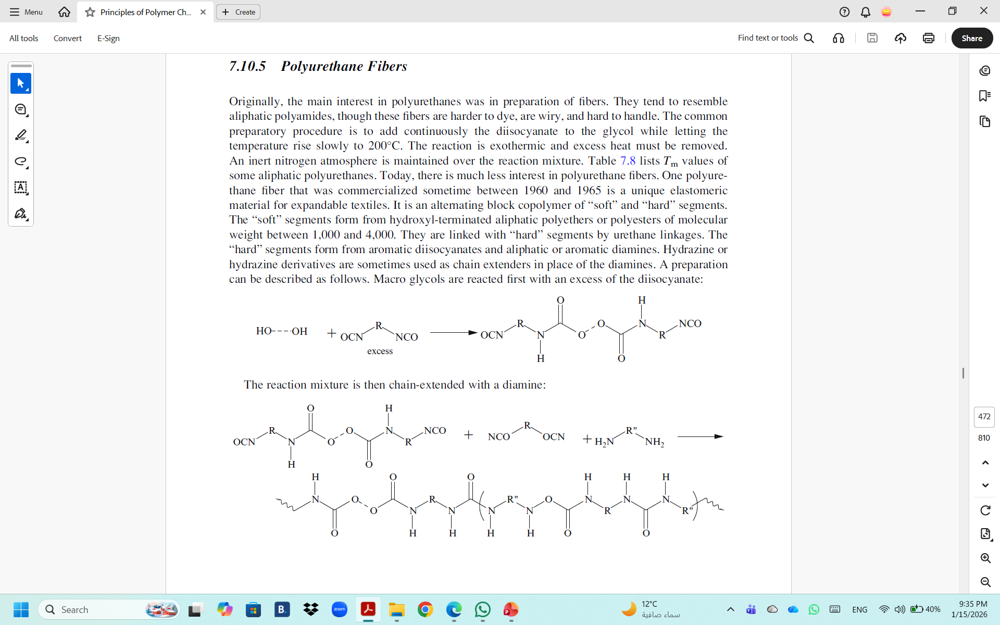 Menu
Principles of Polymer Ch...
Create
All tools
Convert
E-Sign
Find text or tools
Share
7.10.5 Polyurethane Fibers
Originally, the main interest in polyurethanes was in preparation of fibers. They tend to resemble
aliphatic polyamides, though these fibers are harder to dye, are wiry, and hard to handle. The common
preparatory procedure is to add continuously the diisocyanate to the glycol while letting the
temperature rise slowly to 200°C. The reaction is exothermic and excess heat must be removed.
An inert nitrogen atmosphere is maintained over the reaction mixture. Table 7.8 lists Tm values of
some aliphatic polyurethanes. Today, there is much less interest in polyurethane fibers. One polyure-
thane fiber that was commercialized sometime between 1960 and 1965 is a unique elastomeric
material for expandable textiles. It is an alternating block copolymer of “soft” and “hard” segments.
The “soft” segments form from hydroxyl-terminated aliphatic polyethers or polyesters of molecular
weight between 1,000 and 4,000. They are linked with “hard” segments by urethane linkages. The
“hard” segments form from aromatic diisocyanates and aliphatic or aromatic diamines. Hydrazine or
hydrazine derivatives are sometimes used as chain extenders in place of the diamines. A preparation
can be described as follows. Macro glycols are reacted first with an excess of the diisocyanate:
O H
HO----OH + OCN R NCO OCN R N O O N R NCO
excess
H O
The reaction mixture is then chain-extended with a diamine:
O H
OCN R N O O N R NCO + NCO R OCN + H2N R" NH2
H O
H O O H H H
N O O N R N N R" N O N R N N R"
O H H H H O O
472
810
Search
B.
zoom
12°C
سماء صافية
ENG
40%
9:35 PM
1/15/2026